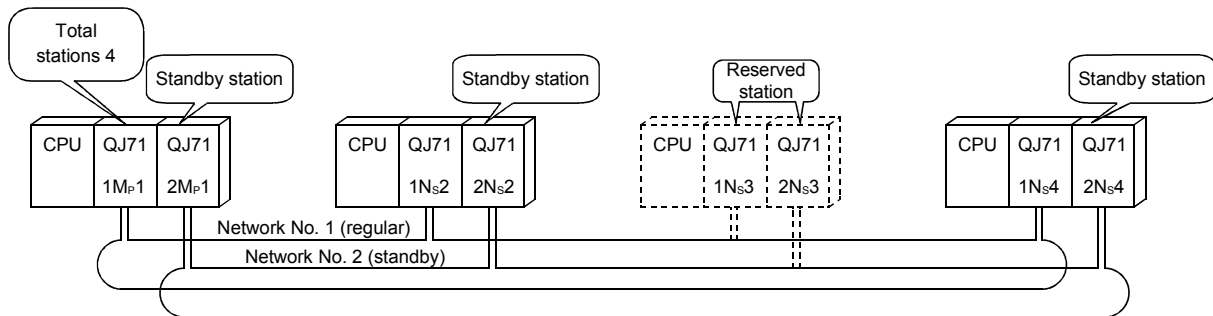 Total
stations 4
Standby station
Standby station
Reserved
station
Standby station
CPU QJ71 QJ71
1MP1 2MP1
CPU QJ71 QJ71
1NS2 2NS2
CPU QJ71 QJ71
1NS3 2NS3
CPU QJ71 QJ71
1NS4 2NS4
Network No. 1 (regular)
Network No. 2 (standby)